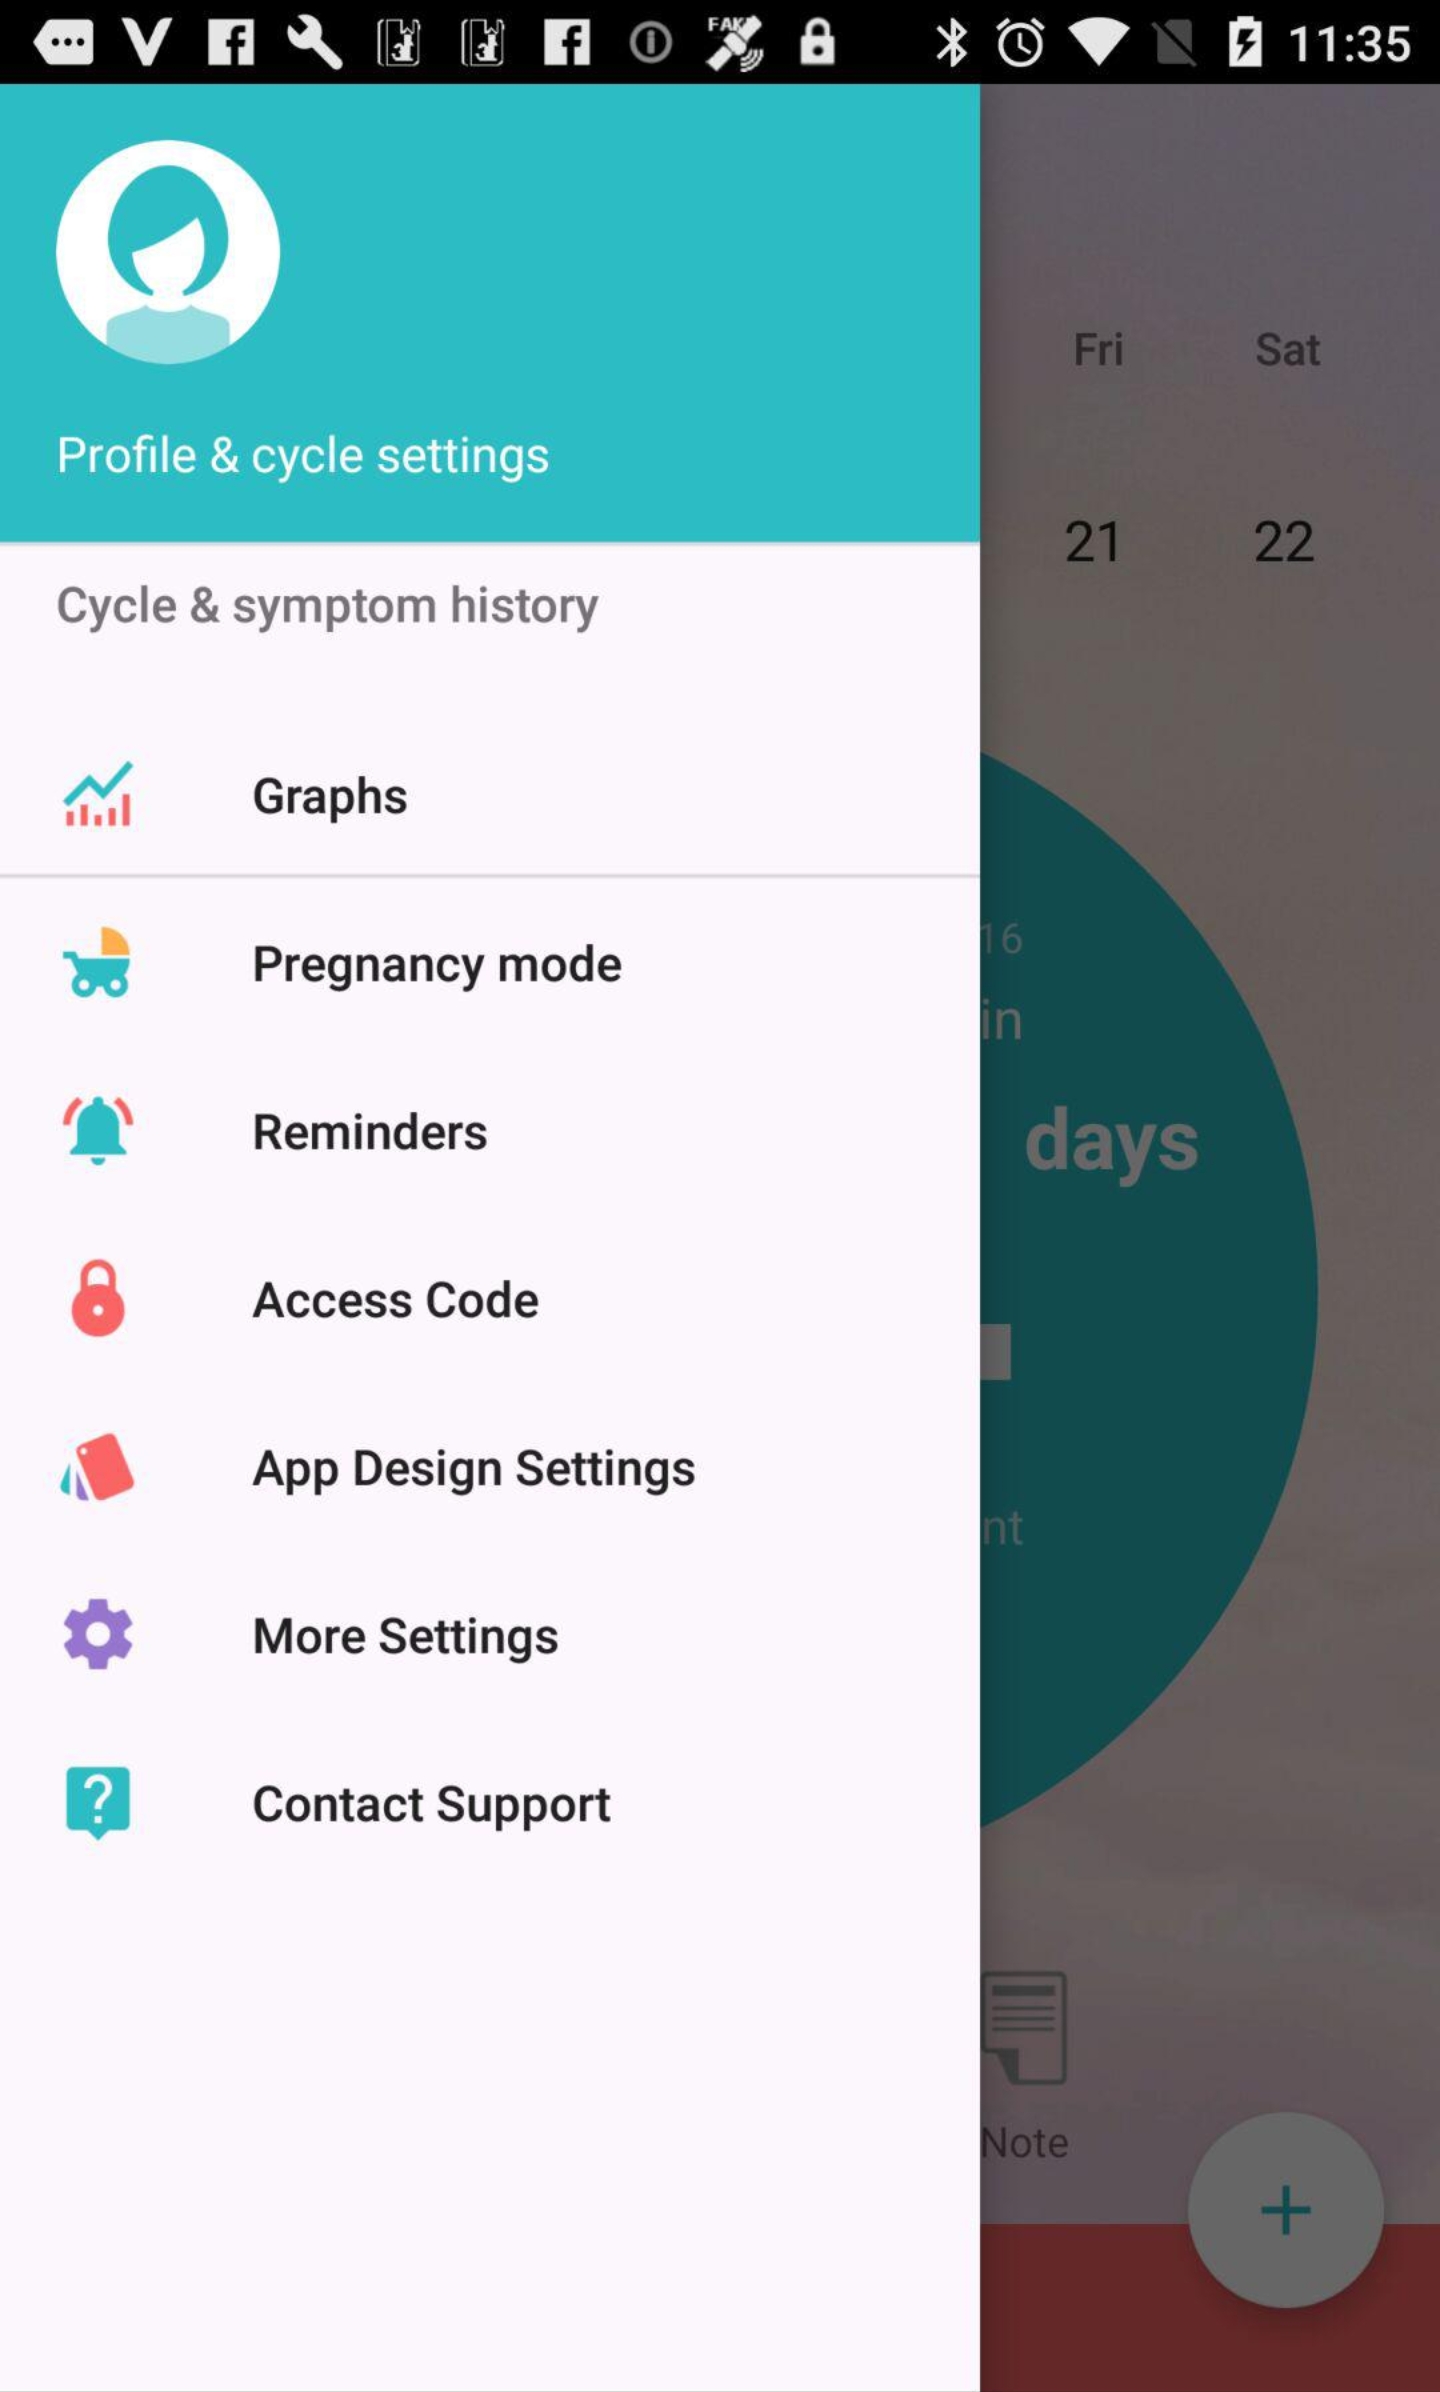 FAKE
11:35
Profile & cycle settings
Cycle & symptom history
Graphs
Pregnancy mode
Reminders
Access Code
App Design Settings
More Settings
Contact Support
Fri Sat
21 22
16
in
days
nt
Note